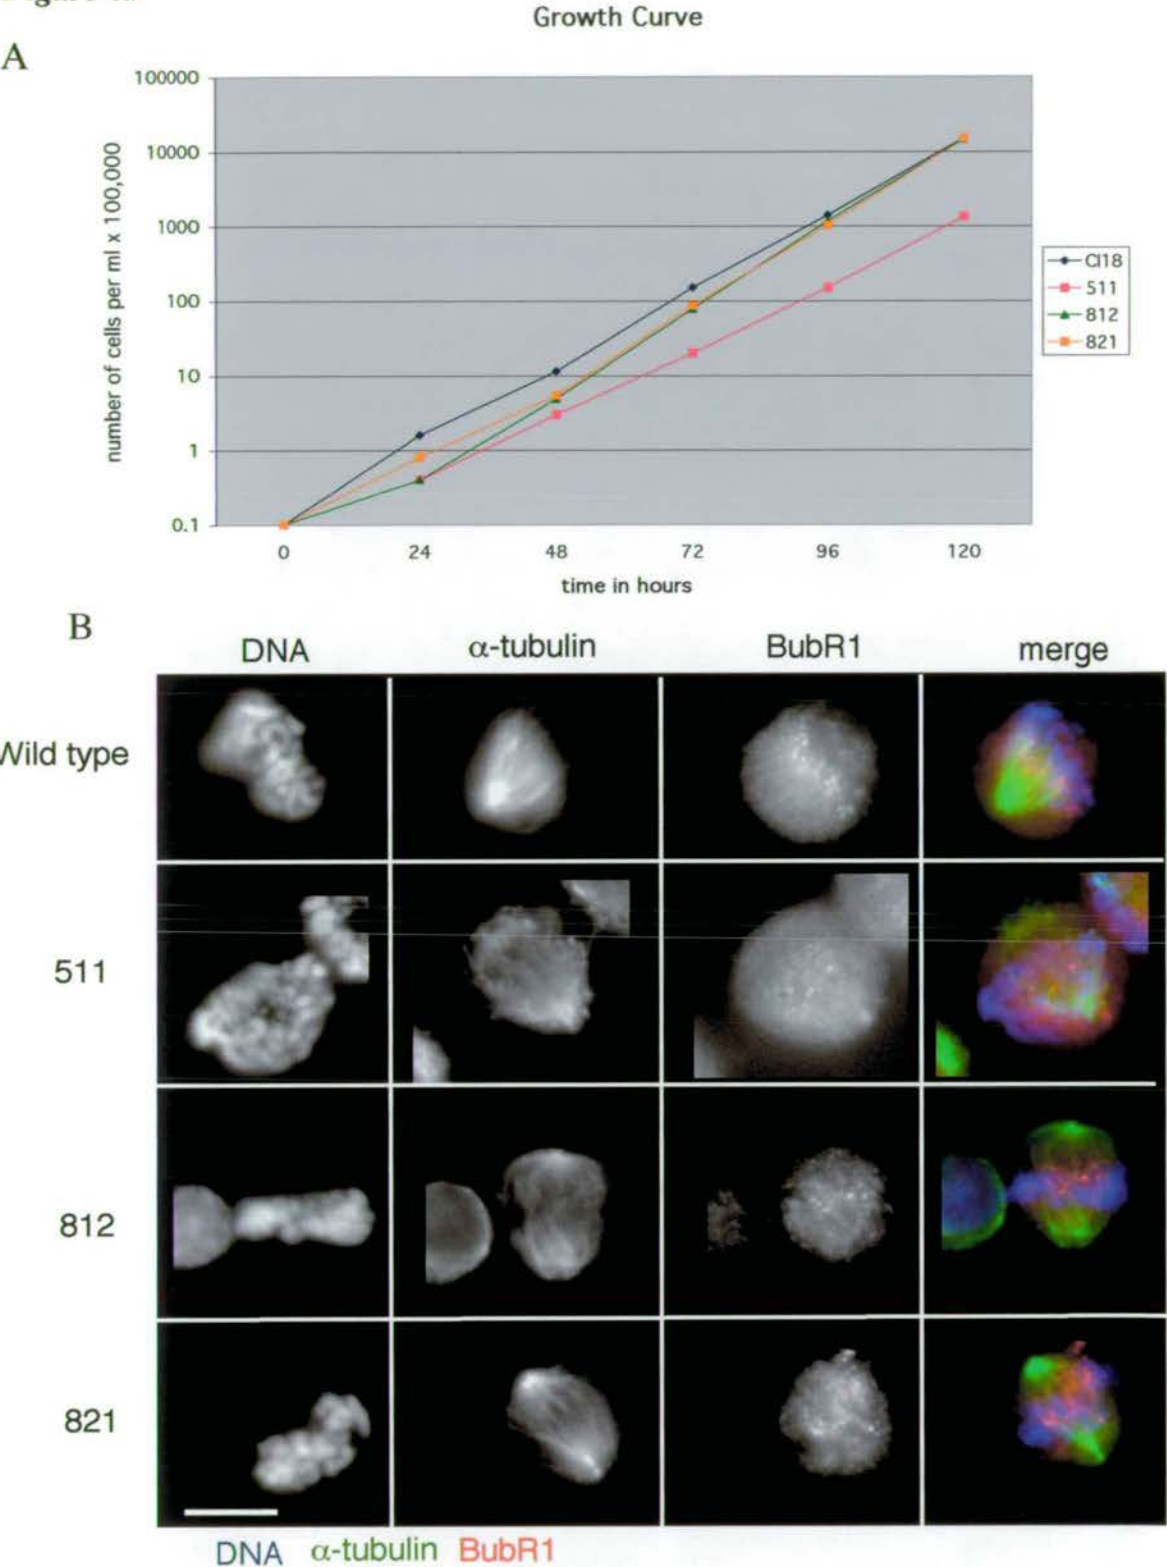 Growth Curve
A
100000
10000
1000
100
10
1
0.1
number of cells per ml x 100,000
0
24
48
72
96
120
time in hours
Cl18
511
812
821
B
DNA
α-tubulin
BubR1
merge
Wild type
511
812
821
DNA α-tubulin BubR1